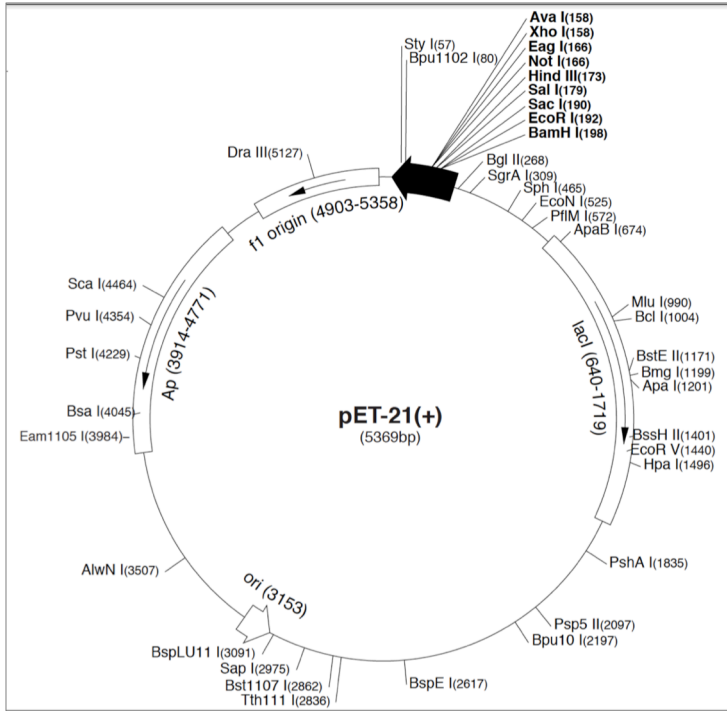 Ava I(158)
Xho I(158)
Eag I(166)
Not I(166)
Hind III(173)
Sal I(179)
Sac I(190)
EcoR I(192)
BamH I(198)
Sty I(57)
Bpu1102 I(80)
Bgl II(268)
SgrA I(309)
Sph I(465)
EcoN I(525)
PflM I(572)
ApaB I(674)
Mlu I(990)
Bcl I(1004)
BstE II(1171)
Bmg I(1199)
Apa I(1201)
BssH II(1401)
EcoR V(1440)
Hpa I(1496)
PshA I(1835)
Psp5 II(2097)
Bpu10 I(2197)
BspE I(2617)
Tth111 I(2836)
Bst1107 I(2862)
Sap I(2975)
BspLU11 I(3091)
AlwN I(3507)
Eam1105 I(3984)
Bsa I(4045)
Pst I(4229)
Pvu I(4354)
Sca I(4464)
Dra III(5127)
f1 origin (4903-5358)
Ap (3914-4771)
lacI (640-1719)
ori (3153)
pET-21(+)
(5369bp)